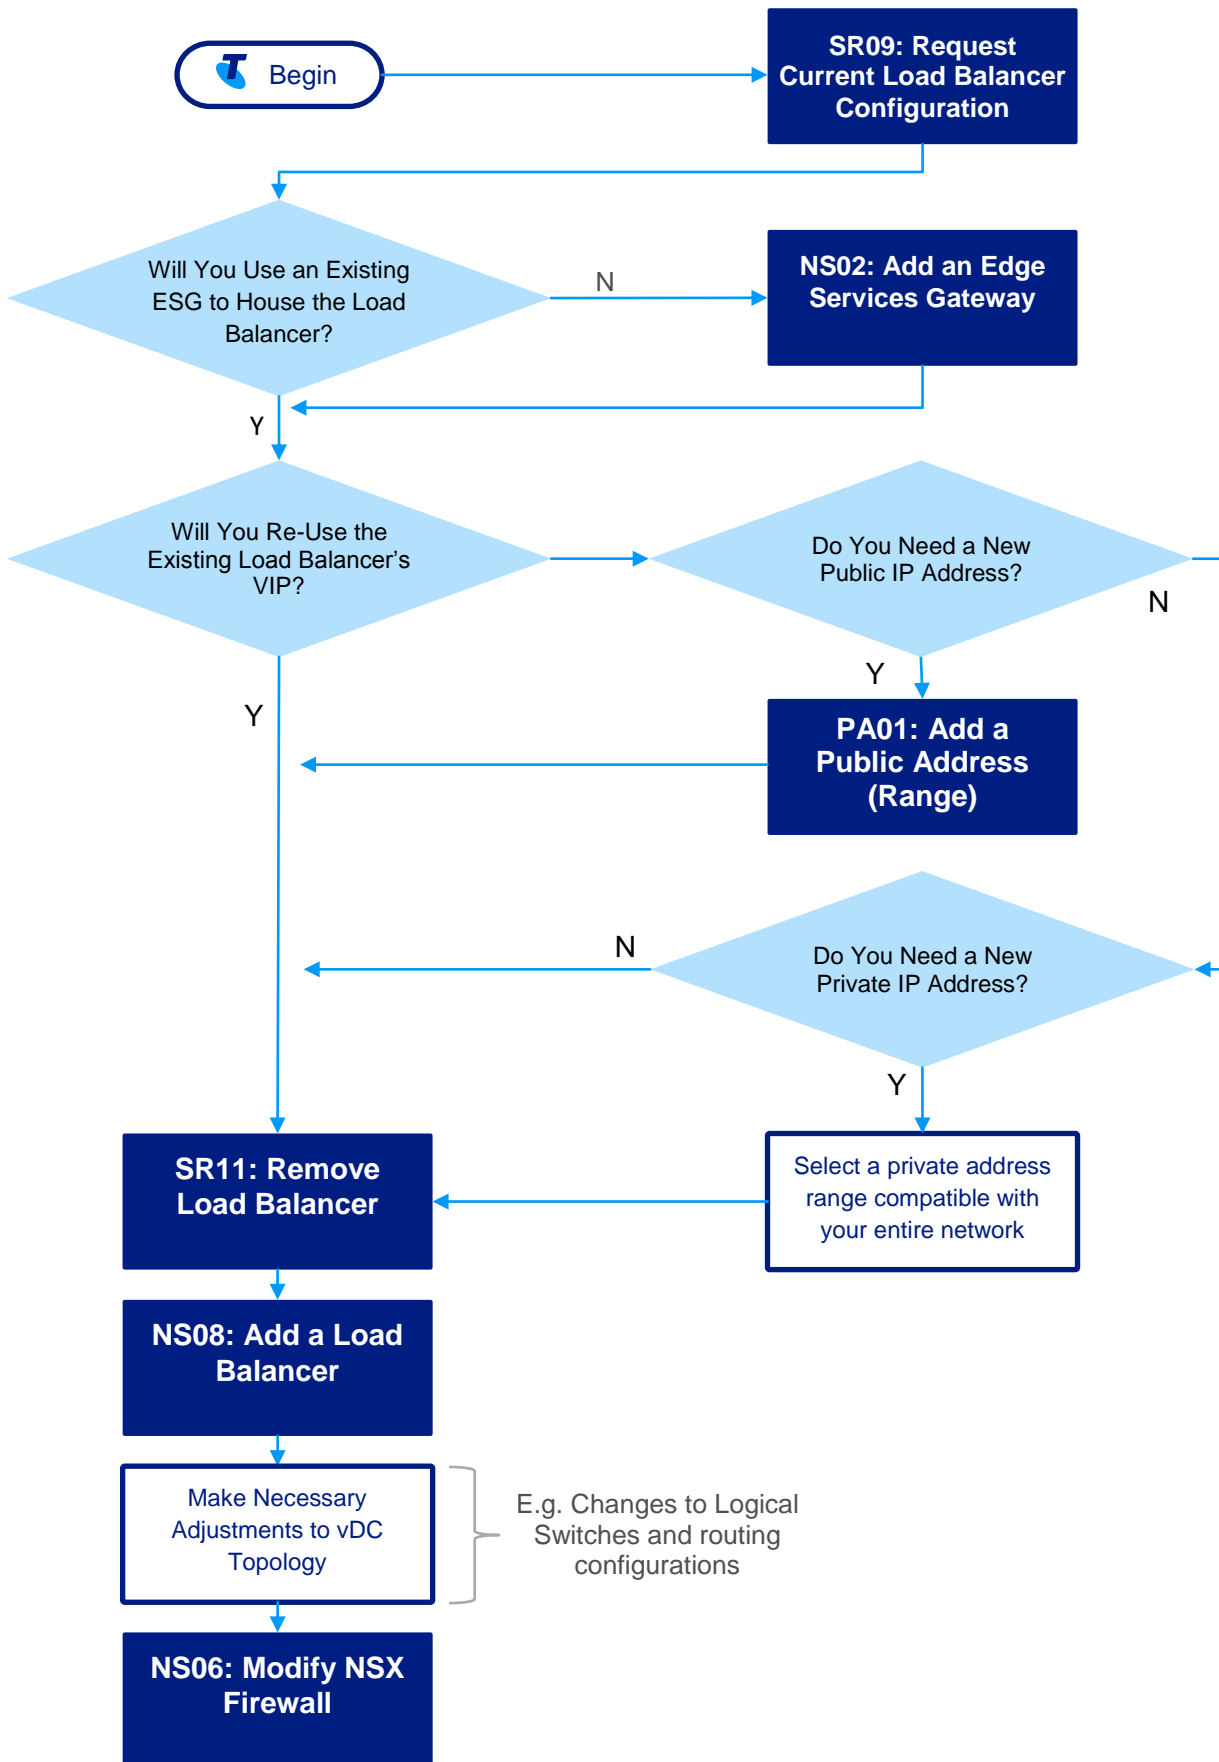 Begin
SR09: Request
Current Load Balancer
Configuration
Will You Use an Existing
ESG to House the Load
Balancer?
N
NS02: Add an Edge
Services Gateway
Y
Will You Re-Use the
Existing Load Balancer’s
VIP?
Do You Need a New
Public IP Address?
N
Y
Y
PA01: Add a
Public Address
(Range)
N
Do You Need a New
Private IP Address?
Y
Select a private address
range compatible with
your entire network
SR11: Remove
Load Balancer
NS08: Add a Load
Balancer
Make Necessary
Adjustments to vDC
Topology
E.g. Changes to Logical
Switches and routing
configurations
NS06: Modify NSX
Firewall